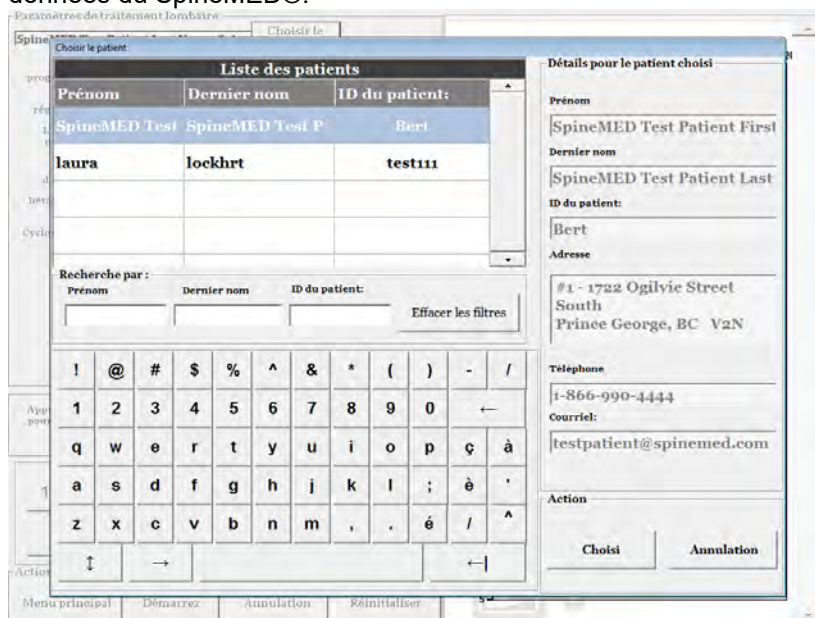 données du SpineMED®.
Paramètres de traitement lombaire
Choisir le
Choisir le patient
Liste des patients
Prénom Dernier nom ID du patient:
SpineMED Test SpineMED Test P Bert
laura lockhrt test111
Recherche par :
Prénom Dernier nom ID du patient:
Effacer les filtres
! @ # $ % ^ & * ( ) - /
1 2 3 4 5 6 7 8 9 0 ←
q w e r t y u i o p ç à
a s d f g h j k l ; è '
z x c v b n m , . é / ^
↕ → ←|
Détails pour le patient choisi
Prénom
SpineMED Test Patient First
Dernier nom
SpineMED Test Patient Last
ID du patient:
Bert
Adresse
#1 - 1722 Ogilvie Street
South
Prince George, BC V2N
Téléphone
1-866-990-4444
Courriel:
testpatient@spinemed.com
Action
Choisi Annulation
Menu principal Démarrez Annulation Réinitialiser